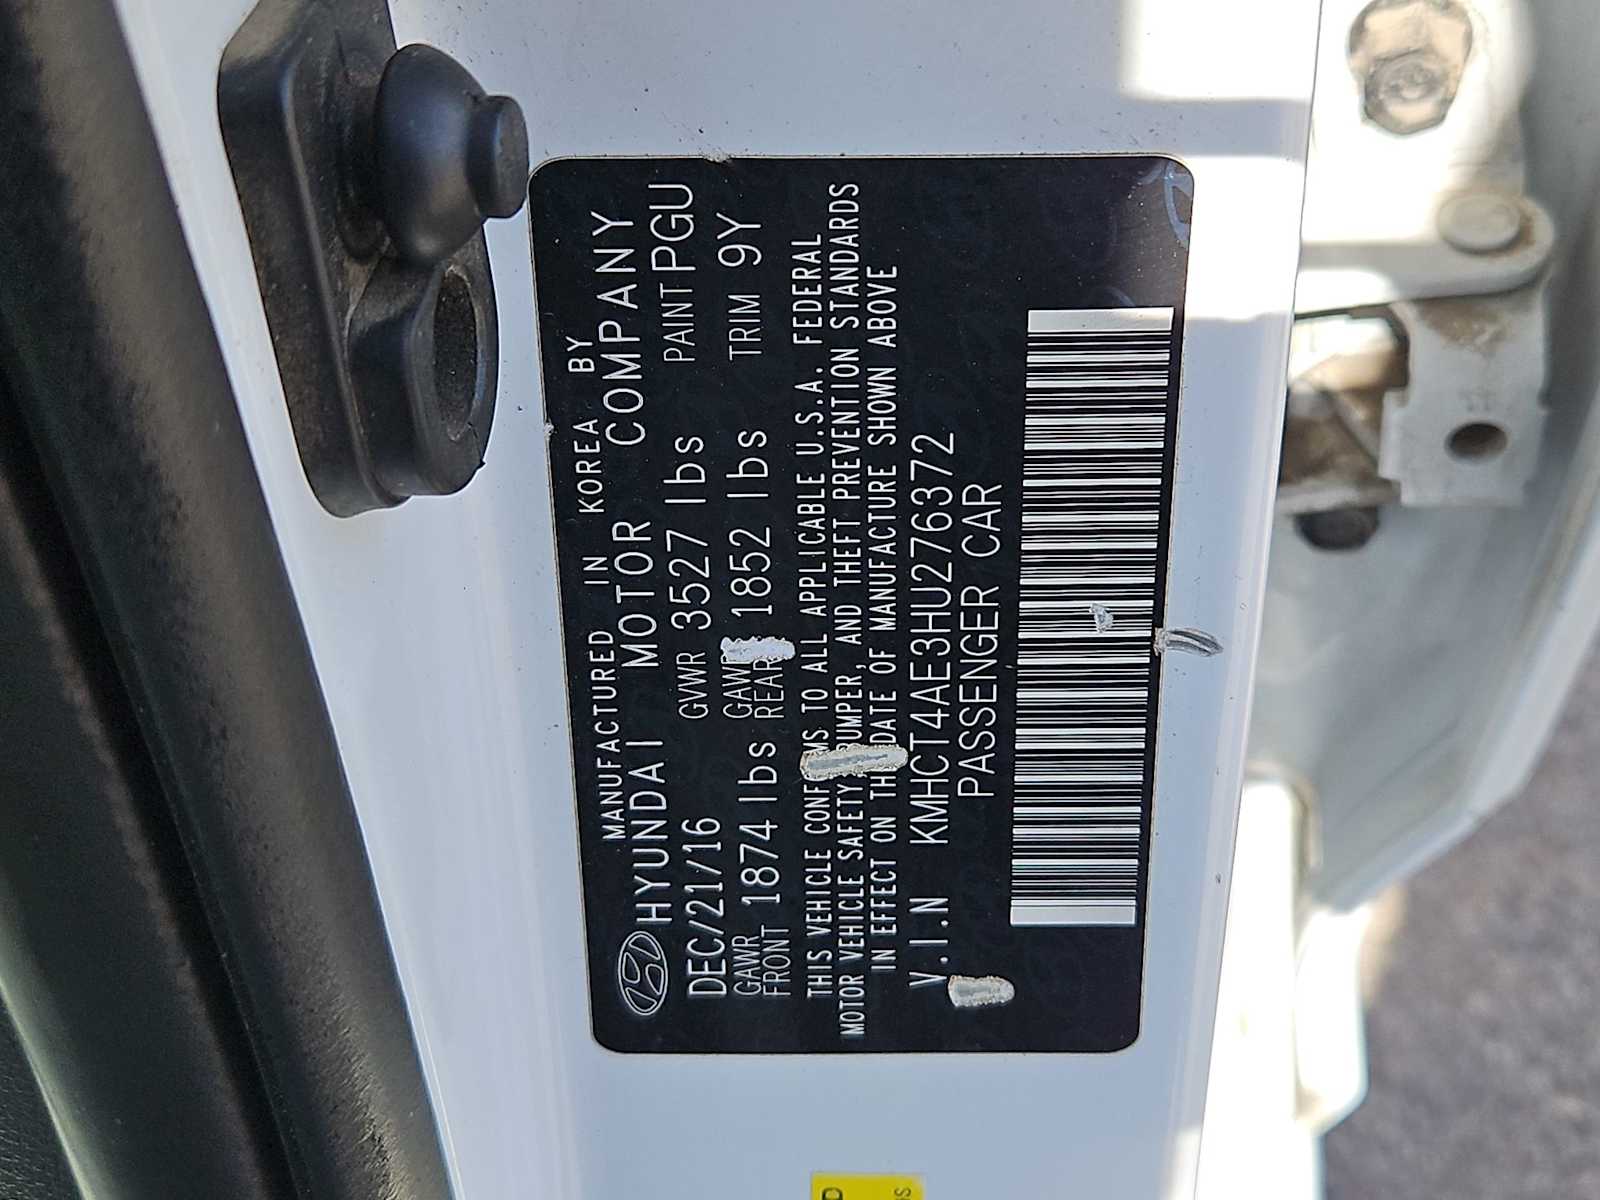 MANUFACTURED IN KOREA BY
HYUNDAI MOTOR COMPANY
DEC/21/16 GVWR 3527 lbs PAINT PGU
GAWR FRONT 1874 lbs GAWR REAR 1852 lbs TRIM 9Y
THIS VEHICLE CONFORMS TO ALL APPLICABLE U.S.A. FEDERAL
MOTOR VEHICLE SAFETY, BUMPER, AND THEFT PREVENTION STANDARDS
IN EFFECT ON THE DATE OF MANUFACTURE SHOWN ABOVE
V.I.N KMHCT4AE3HU276372
PASSENGER CAR